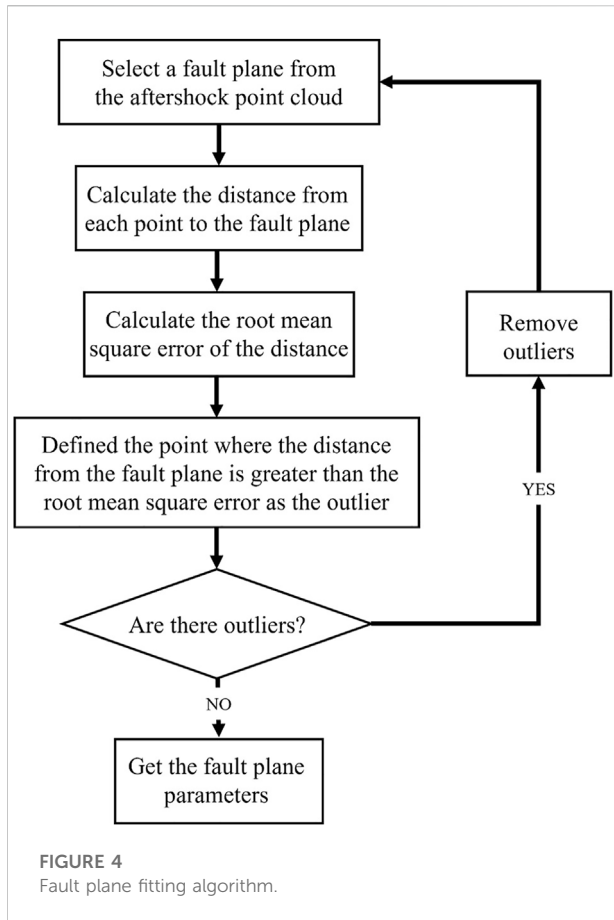 Select a fault plane from
the aftershock point cloud
Calculate the distance from
each point to the fault plane
Calculate the root mean
square error of the distance
Remove
outliers
Defined the point where the distance
from the fault plane is greater than the
root mean square error as the outlier
YES
Are there outliers?
NO
Get the fault plane
parameters
FIGURE 4
Fault plane fitting algorithm.